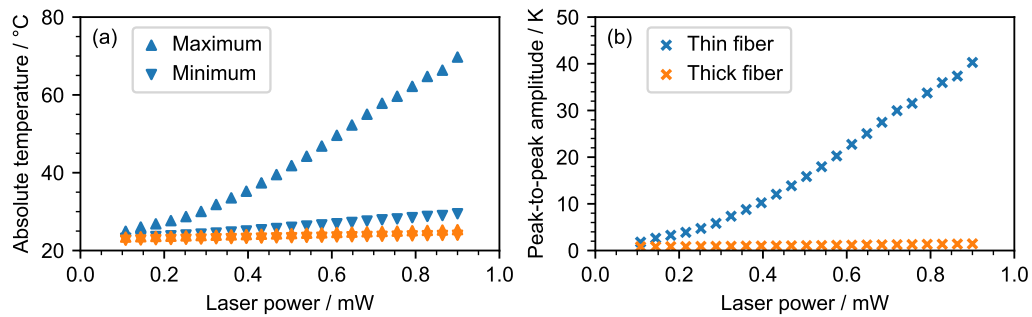 Absolute temperature / °C
80
60
40
20
(a)
Maximum
Minimum
0.0 0.2 0.4 0.6 0.8 1.0
Laser power / mW
Peak-to-peak amplitude / K
50
40
30
20
10
0
(b)
Thin fiber
Thick fiber
0.0 0.2 0.4 0.6 0.8 1.0
Laser power / mW